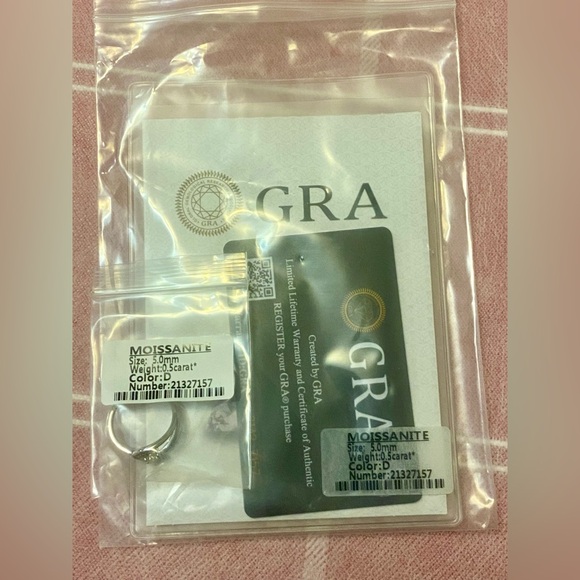 GRA
GRA
MOISSANITE
Size: 5.0mm
Weight:0.5carat*
Color:D
Number:21327157
GRA
Created by GRA
Limited Lifetime Warranty and Certificate of Authentic
REGISTER your GRA® purchase
MOISSANITE
Size: 5.0mm
Weight:0.5carat*
Color:D
Number:21327157